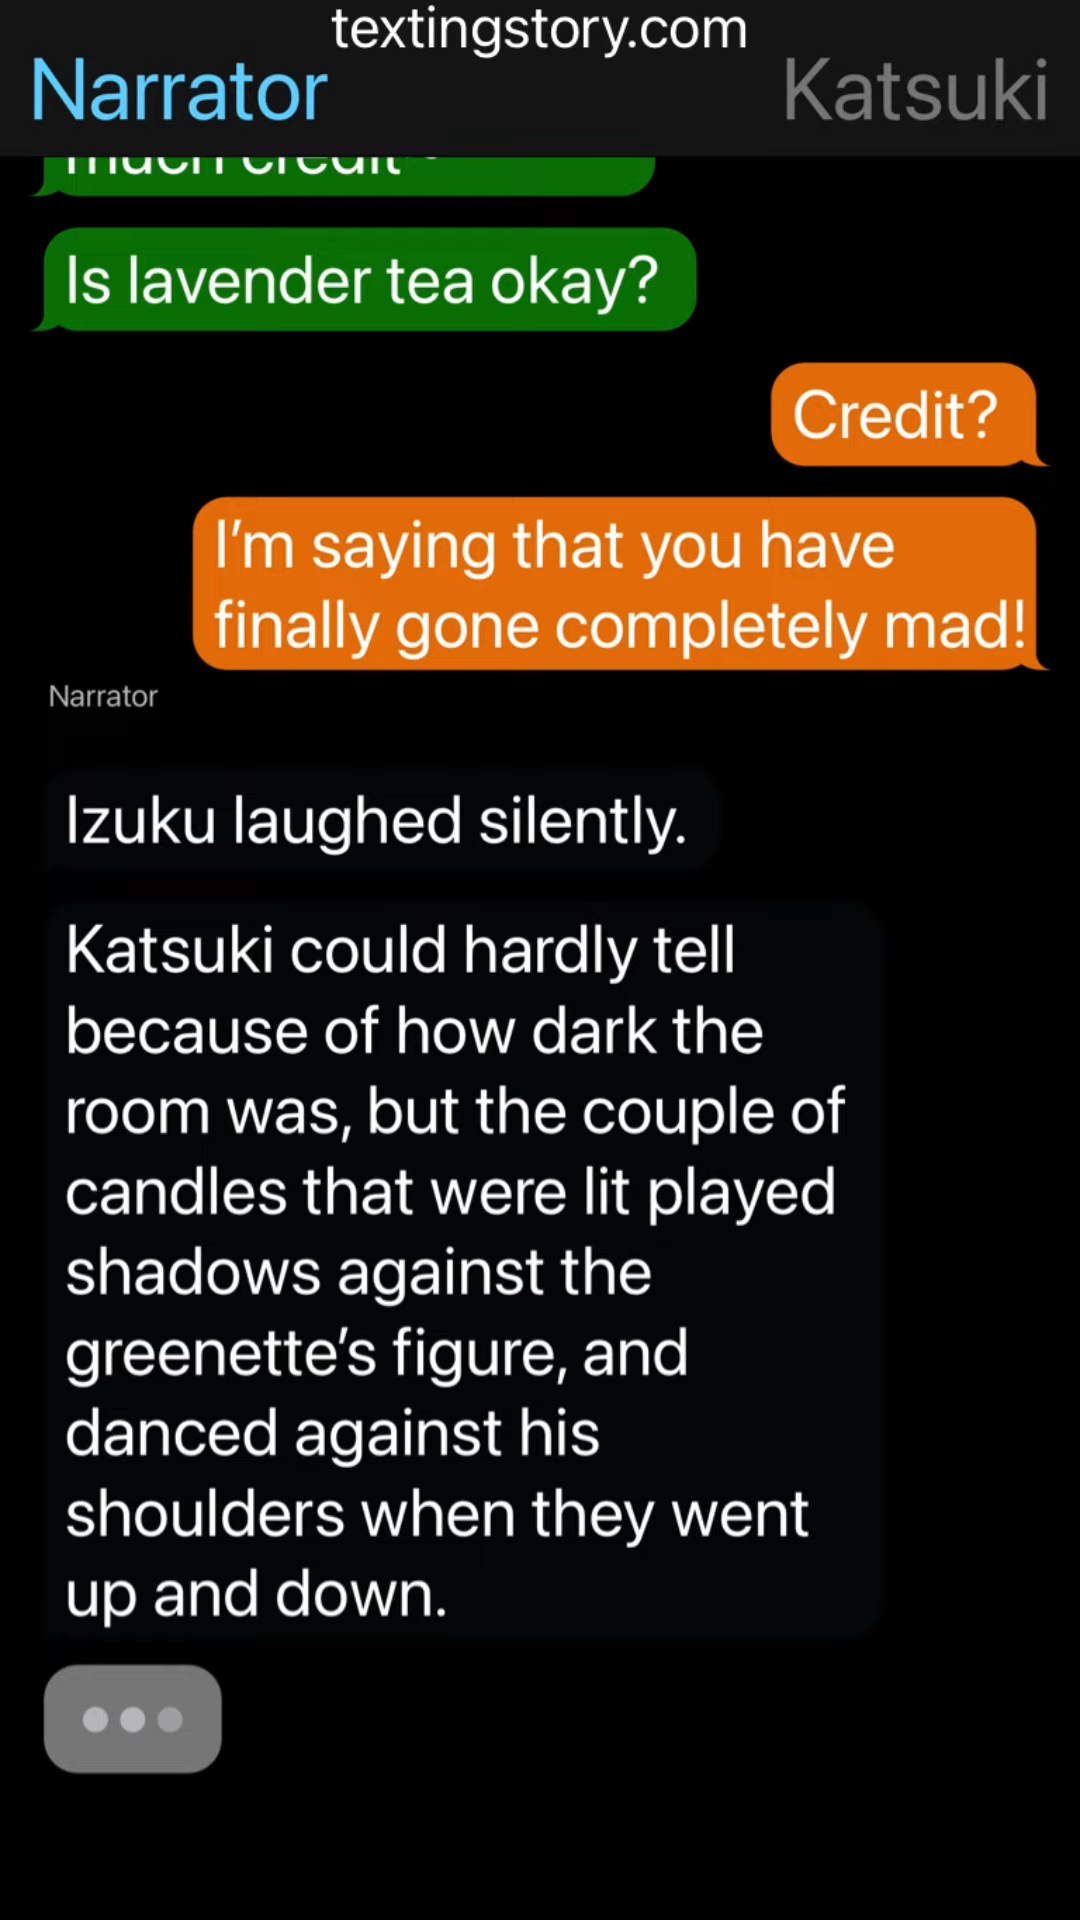 textingstory.com
Narrator
Katsuki
much credit
Is lavender tea okay?
Credit?
I'm saying that you have
finally gone completely mad!
Narrator
Izuku laughed silently.
Katsuki could hardly tell
because of how dark the
room was, but the couple of
candles that were lit played
shadows against the
greenette's figure, and
danced against his
shoulders when they went
up and down.